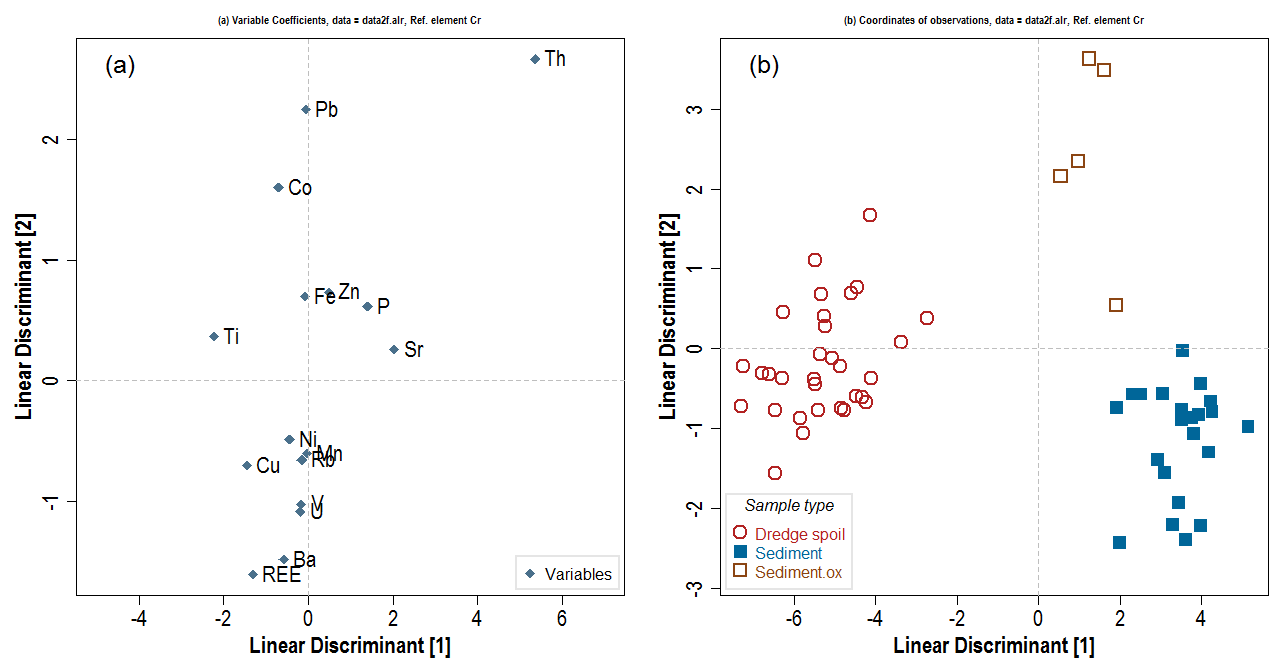 (a) Variable Coefficients, data = data2f.alr, Ref. element Cr
(a)
Th
Pb
Co
Fe
Zn
P
Ti
Sr
Ni
Mn
Rb
Cu
V
U
Ba
REE
Variables
2
1
0
-1
-4
-2
0
2
4
6
Linear Discriminant [2]
Linear Discriminant [1]
(b) Coordinates of observations, data = data2f.alr, Ref. element Cr
(b)
3
2
1
0
-1
-2
-3
Sample type
Dredge spoil
Sediment
Sediment.ox
-6
-4
-2
0
2
4
Linear Discriminant [2]
Linear Discriminant [1]